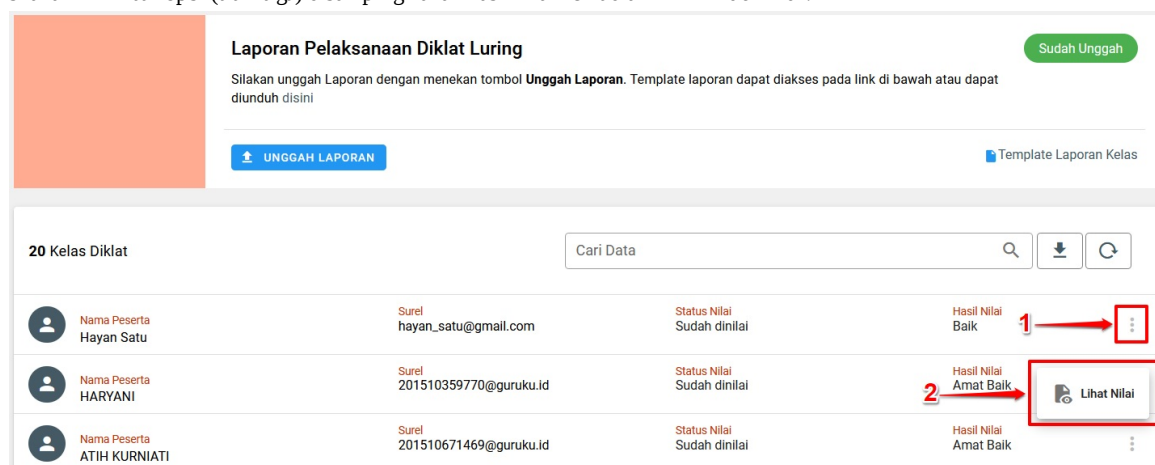 Laporan Pelaksanaan Diklat Luring
Sudah Unggah
Silakan unggah Laporan dengan menekan tombol Unggah Laporan. Template laporan dapat diakses pada link di bawah atau dapat
diunduh disini
UNGGAH LAPORAN
Template Laporan Kelas
20 Kelas Diklat
Cari Data
Nama Peserta
Hayan Satu
Surel
hayan_satu@gmail.com
Status Nilai
Sudah dinilai
Hasil Nilai
Baik
1
Nama Peserta
HARYANI
Surel
201510359770@guruku.id
Status Nilai
Sudah dinilai
Hasil Nilai
Amat Baik
2
Lihat Nilai
Nama Peserta
ATIH KURNIATI
Surel
201510671469@guruku.id
Status Nilai
Sudah dinilai
Hasil Nilai
Amat Baik